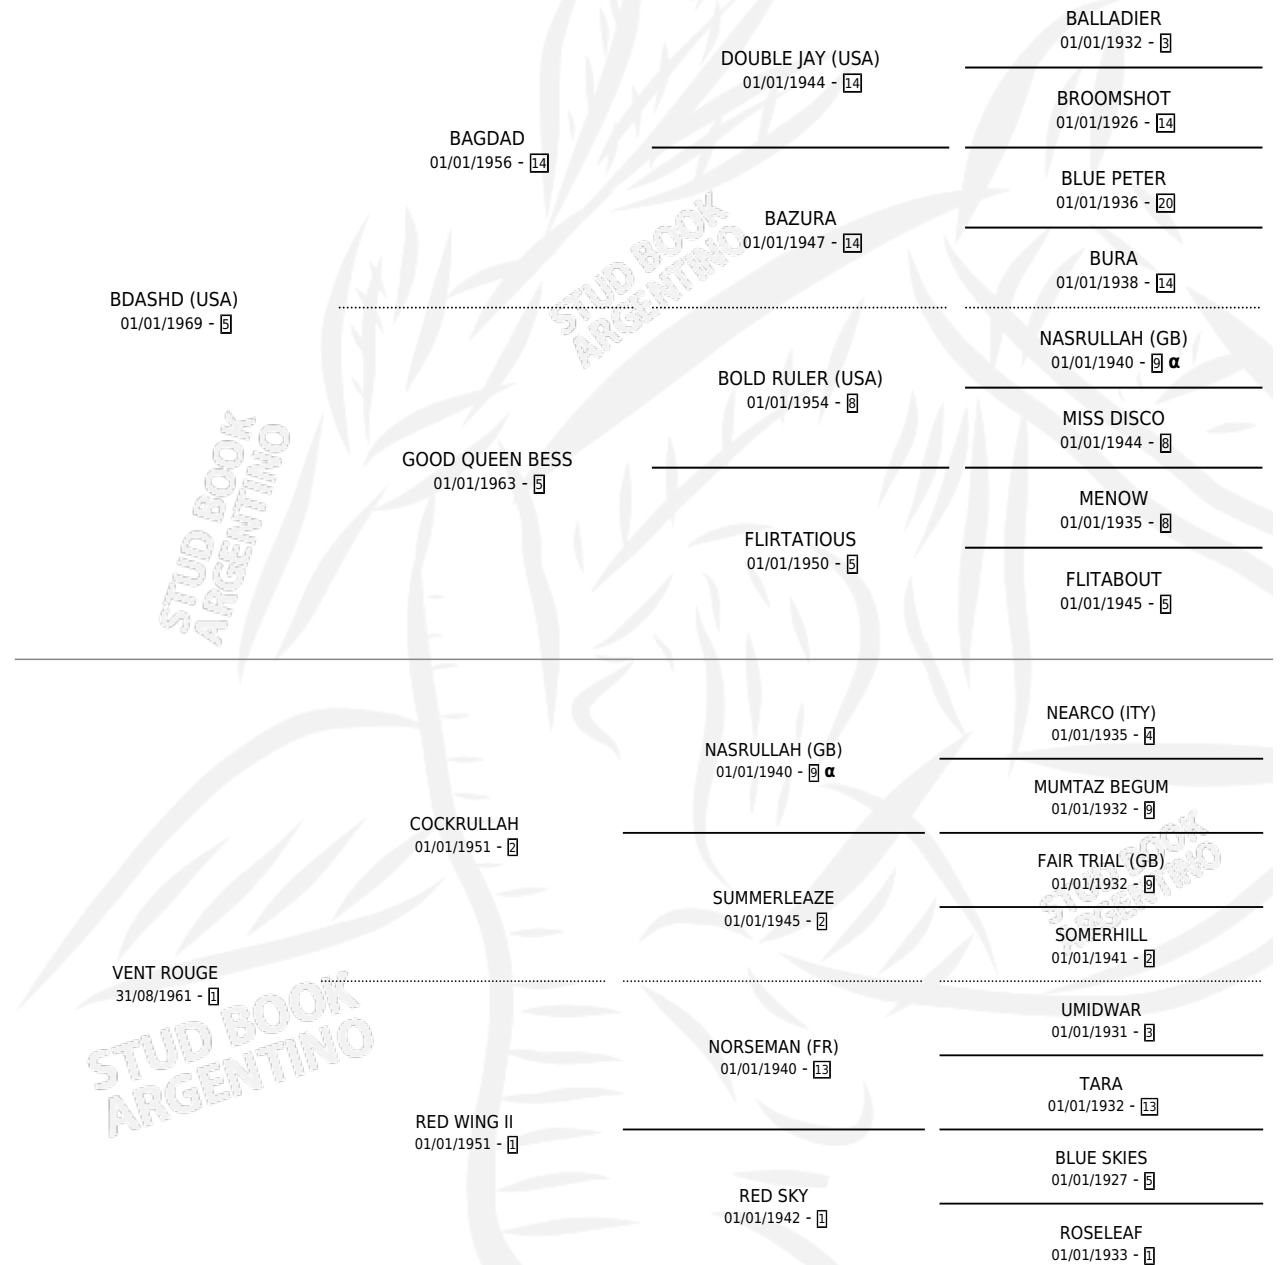 BALLADIER
01/01/1932 - 3
DOUBLE JAY (USA)
01/01/1944 - 14
BROOMSHOT
01/01/1926 - 14
BAGDAD
01/01/1956 - 14
BLUE PETER
01/01/1936 - 20
BAZURA
01/01/1947 - 14
BURA
01/01/1938 - 14
BDASHD (USA)
01/01/1969 - 5
NASRULLAH (GB)
01/01/1940 - 9 α
BOLD RULER (USA)
01/01/1954 - 8
MISS DISCO
01/01/1944 - 8
GOOD QUEEN BESS
01/01/1963 - 5
MENOW
01/01/1935 - 8
FLIRTATIOUS
01/01/1950 - 5
FLITABOUT
01/01/1945 - 5
STUD BOOK
ARGENTINO
STUD BOOK
ARGENTINO
NEARCO (ITY)
01/01/1935 - 4
NASRULLAH (GB)
01/01/1940 - 9 α
MUMTAZ BEGUM
01/01/1932 - 9
COCKRULLAH
01/01/1951 - 2
FAIR TRIAL (GB)
01/01/1932 - 9
SUMMERLEAZE
01/01/1945 - 2
SOMERHILL
01/01/1941 - 2
VENT ROUGE
31/08/1961 - 1
UMIDWAR
01/01/1931 - 3
NORSEMAN (FR)
01/01/1940 - 13
TARA
01/01/1932 - 13
RED WING II
01/01/1951 - 1
BLUE SKIES
01/01/1927 - 5
RED SKY
01/01/1942 - 1
ROSELEAF
01/01/1933 - 1
STUD BOOK
ARGENTINO
STUD BOOK
ARGENTINO